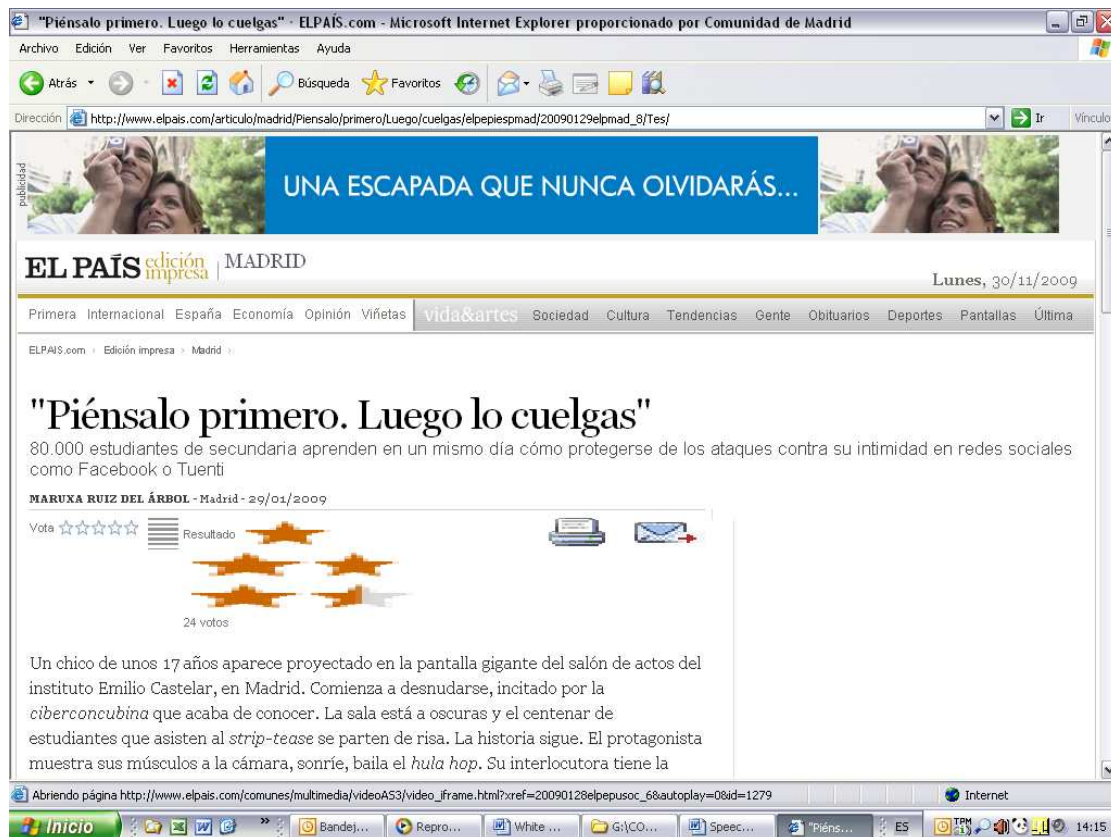 "Piénsalo primero. Luego lo cuelgas" - ELPAÍS.com - Microsoft Internet Explorer proporcionado por Comunidad de Madrid
Archivo Edición Ver Favoritos Herramientas Ayuda
Atrás Búsqueda Favoritos
Dirección http://www.elpais.com/articulo/madrid/Piensalo/primero/Luego/cuelgas/elpepiespmad/20090129elpmad_8/Tes/ Ir Vínculo
publicidad
UNA ESCAPADA QUE NUNCA OLVIDARÁS...
EL PAÍS edición impresa MADRID
Lunes, 30/11/2009
Primera Internacional España Economía Opinión Viñetas vida&artes Sociedad Cultura Tendencias Gente Obituarios Deportes Pantallas Última
ELPAIS.com › Edición impresa › Madrid ›
"Piénsalo primero. Luego lo cuelgas"
80.000 estudiantes de secundaria aprenden en un mismo día cómo protegerse de los ataques contra su intimidad en redes sociales
como Facebook o Tuenti
MARUXA RUIZ DEL ÁRBOL - Madrid - 29/01/2009
Vota Resultado
24 votos
Un chico de unos 17 años aparece proyectado en la pantalla gigante del salón de actos del
instituto Emilio Castelar, en Madrid. Comienza a desnudarse, incitado por la
ciberconcubina que acaba de conocer. La sala está a oscuras y el centenar de
estudiantes que asisten al strip-tease se parten de risa. La historia sigue. El protagonista
muestra sus músculos a la cámara, sonríe, baila el hula hop. Su interlocutora tiene la
Abriendo página http://www.elpais.com/comunes/multimedia/videoAS3/video_iframe.html?xref=20090128elpepusoc_6&autoplay=0&id=1279 Internet
Inicio » Bandej... Repro... White ... G:\CO... Speec... "Piéns... ES TPM 14:15